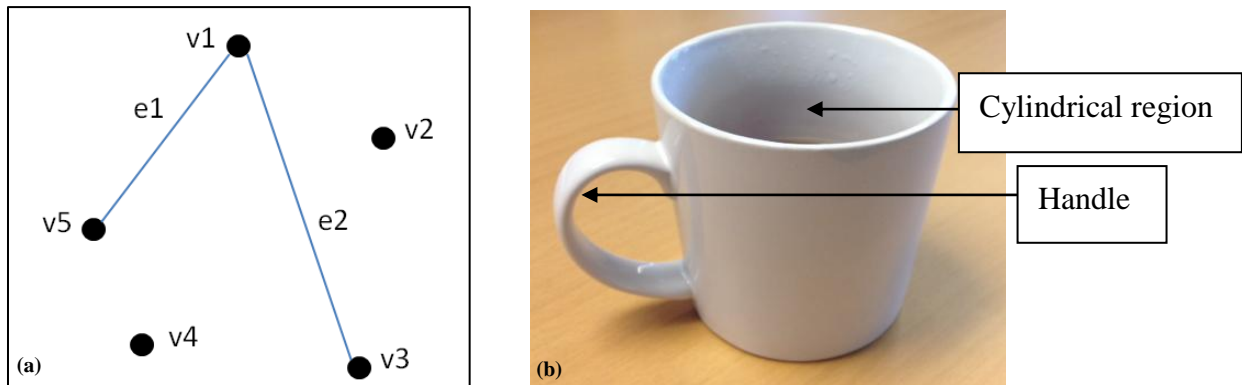 v1
e1
v2
v5
e2
v4
v3
(a)
Cylindrical region
Handle
(b)